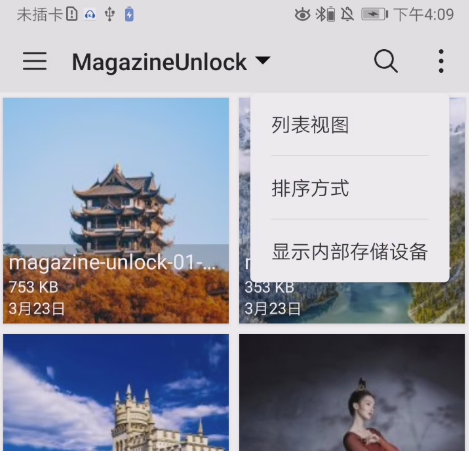 未插卡 下午4:09
MagazineUnlock
列表视图
排序方式
显示内部存储设备
magazine-unlock-01-...
753 KB
3月23日
353 KB
3月23日